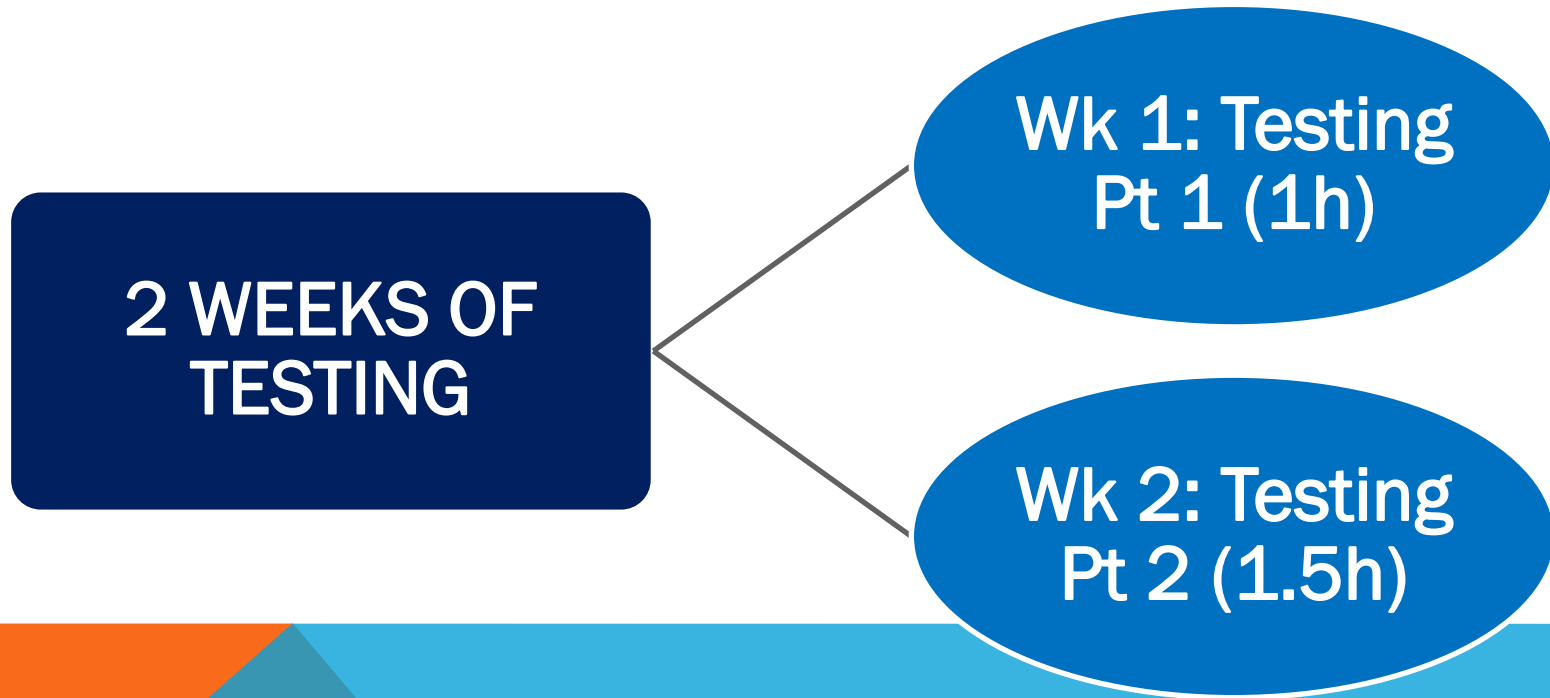 2 WEEKS OF
TESTING
Wk 1: Testing
Pt 1 (1h)
Wk 2: Testing
Pt 2 (1.5h)